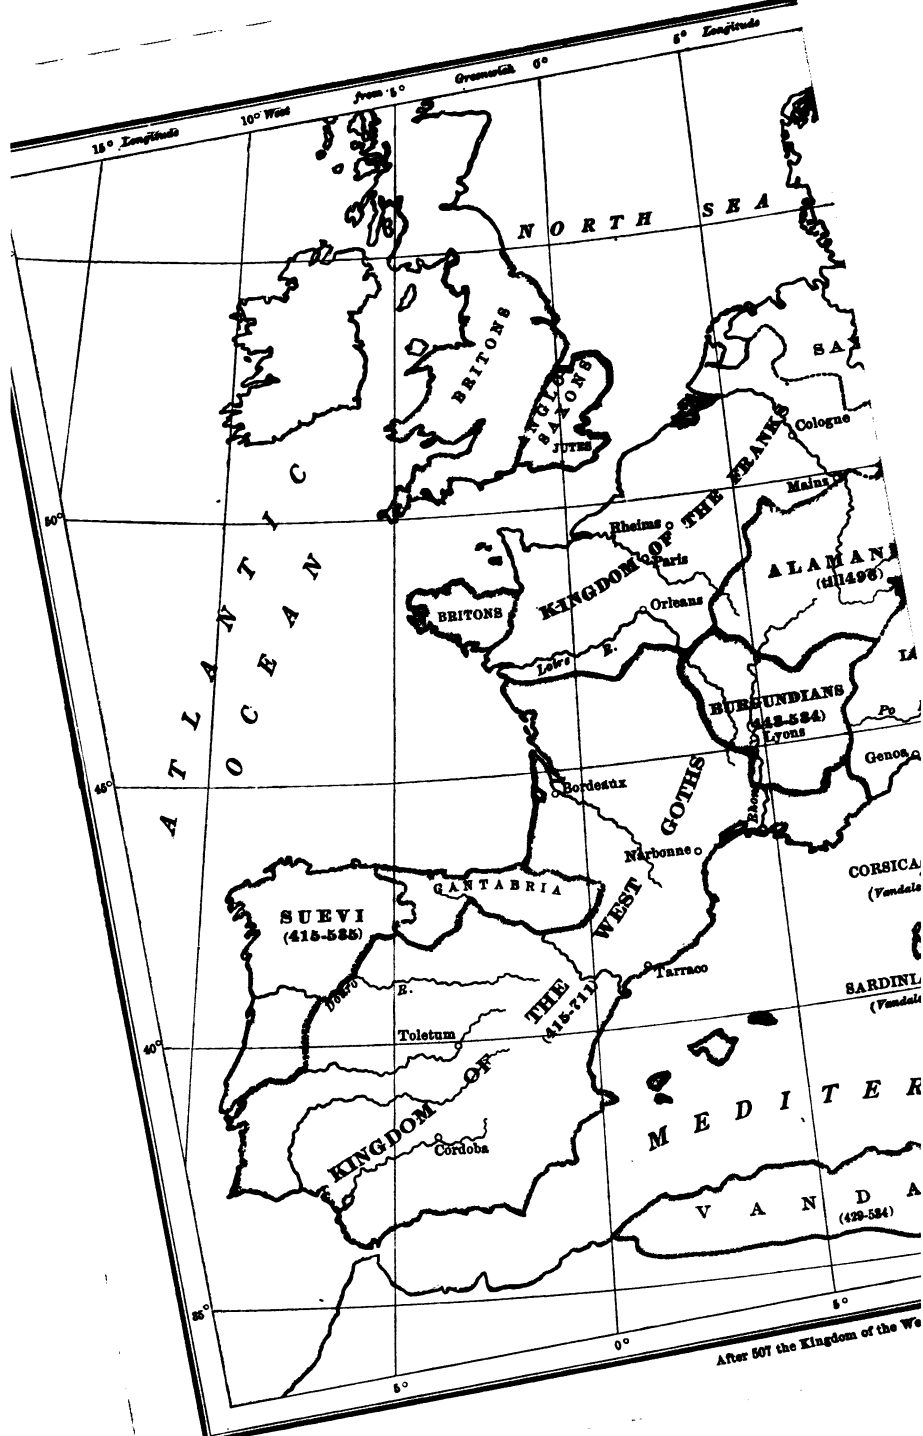 15° Longitude
10° West
from 5°
Greenwich
0°
5° Longitude
NORTH SEA
BRITONS
ANGLO
SAXONS
JUTES
SA
Cologne
KINGDOM OF THE FRANKS
Mainz
50°
Rheims
Paris
ALAMAN
(till 496)
BRITONS
Orleans
Loire R.
IA
BURGUNDIANS
(443-534)
Lyons
Po
Genoa
ATLANTIC
OCEAN
45°
Bordeaux
Rhone
Narbonne
CORSICA
(Vandals
CANTABRIA
SUEVI
(415-585)
Tarraco
SARDINIA
(Vandals
Douro R.
KINGDOM OF THE WEST GOTHS
(415-711)
Toletum
40°
MEDITER
Cordoba
VANDA
(429-534)
35°
5°
0°
5°
After 507 the Kingdom of the We